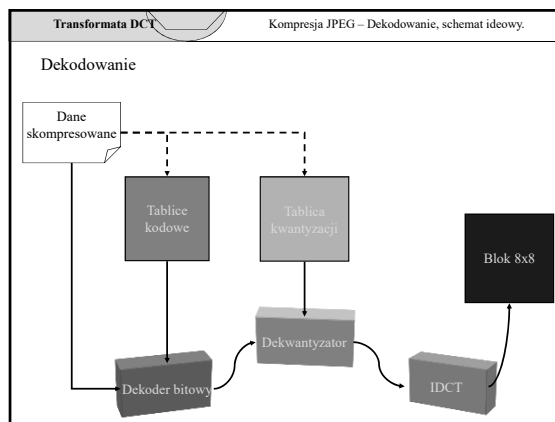 Transformata DCT
Kompresja JPEG – Dekodowanie, schemat ideowy.
Dekodowanie
Dane
skompresowane
Tablice
kodowe
Tablica
kwantyzacji
Blok 8x8
Dekwantyzator
Dekoder bitowy
IDCT